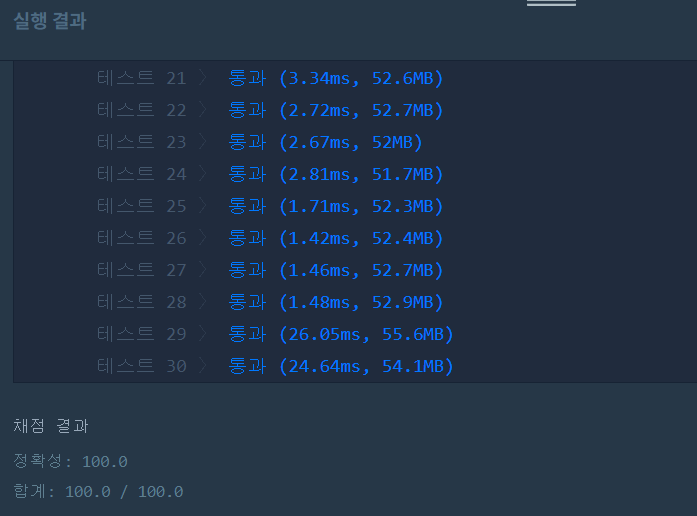 실행 결과
테스트 21 〉 통과 (3.34ms, 52.6MB)
테스트 22 〉 통과 (2.72ms, 52.7MB)
테스트 23 〉 통과 (2.67ms, 52MB)
테스트 24 〉 통과 (2.81ms, 51.7MB)
테스트 25 〉 통과 (1.71ms, 52.3MB)
테스트 26 〉 통과 (1.42ms, 52.4MB)
테스트 27 〉 통과 (1.46ms, 52.7MB)
테스트 28 〉 통과 (1.48ms, 52.9MB)
테스트 29 〉 통과 (26.05ms, 55.6MB)
테스트 30 〉 통과 (24.64ms, 54.1MB)
채점 결과
정확성: 100.0
합계: 100.0 / 100.0